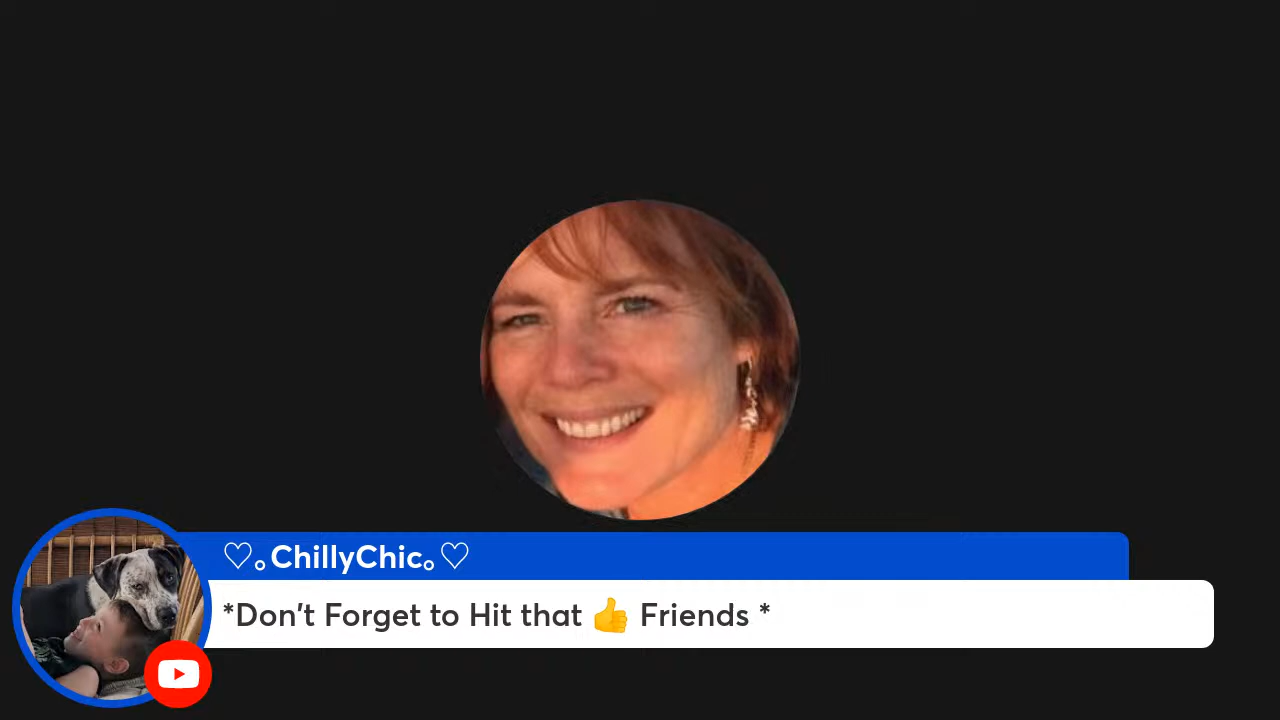 ♡｡ChillyChic｡♡
*Don't Forget to Hit that 👍 Friends *